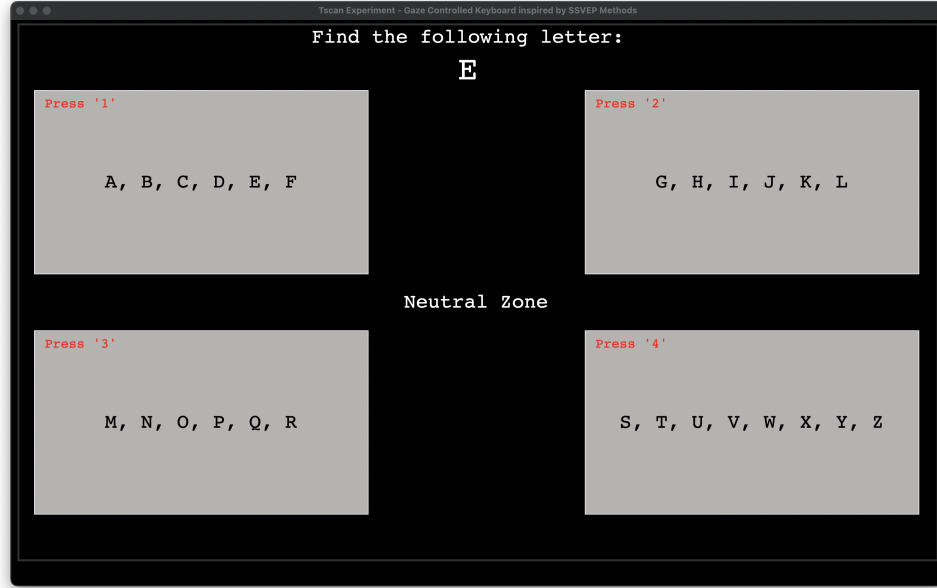 Tscan Experiment - Gaze Controlled Keyboard inspired by SSVEP Methods
Find the following letter:
E
Press '1'
A, B, C, D, E, F
Press '2'
G, H, I, J, K, L
Neutral Zone
Press '3'
M, N, O, P, Q, R
Press '4'
S, T, U, V, W, X, Y, Z